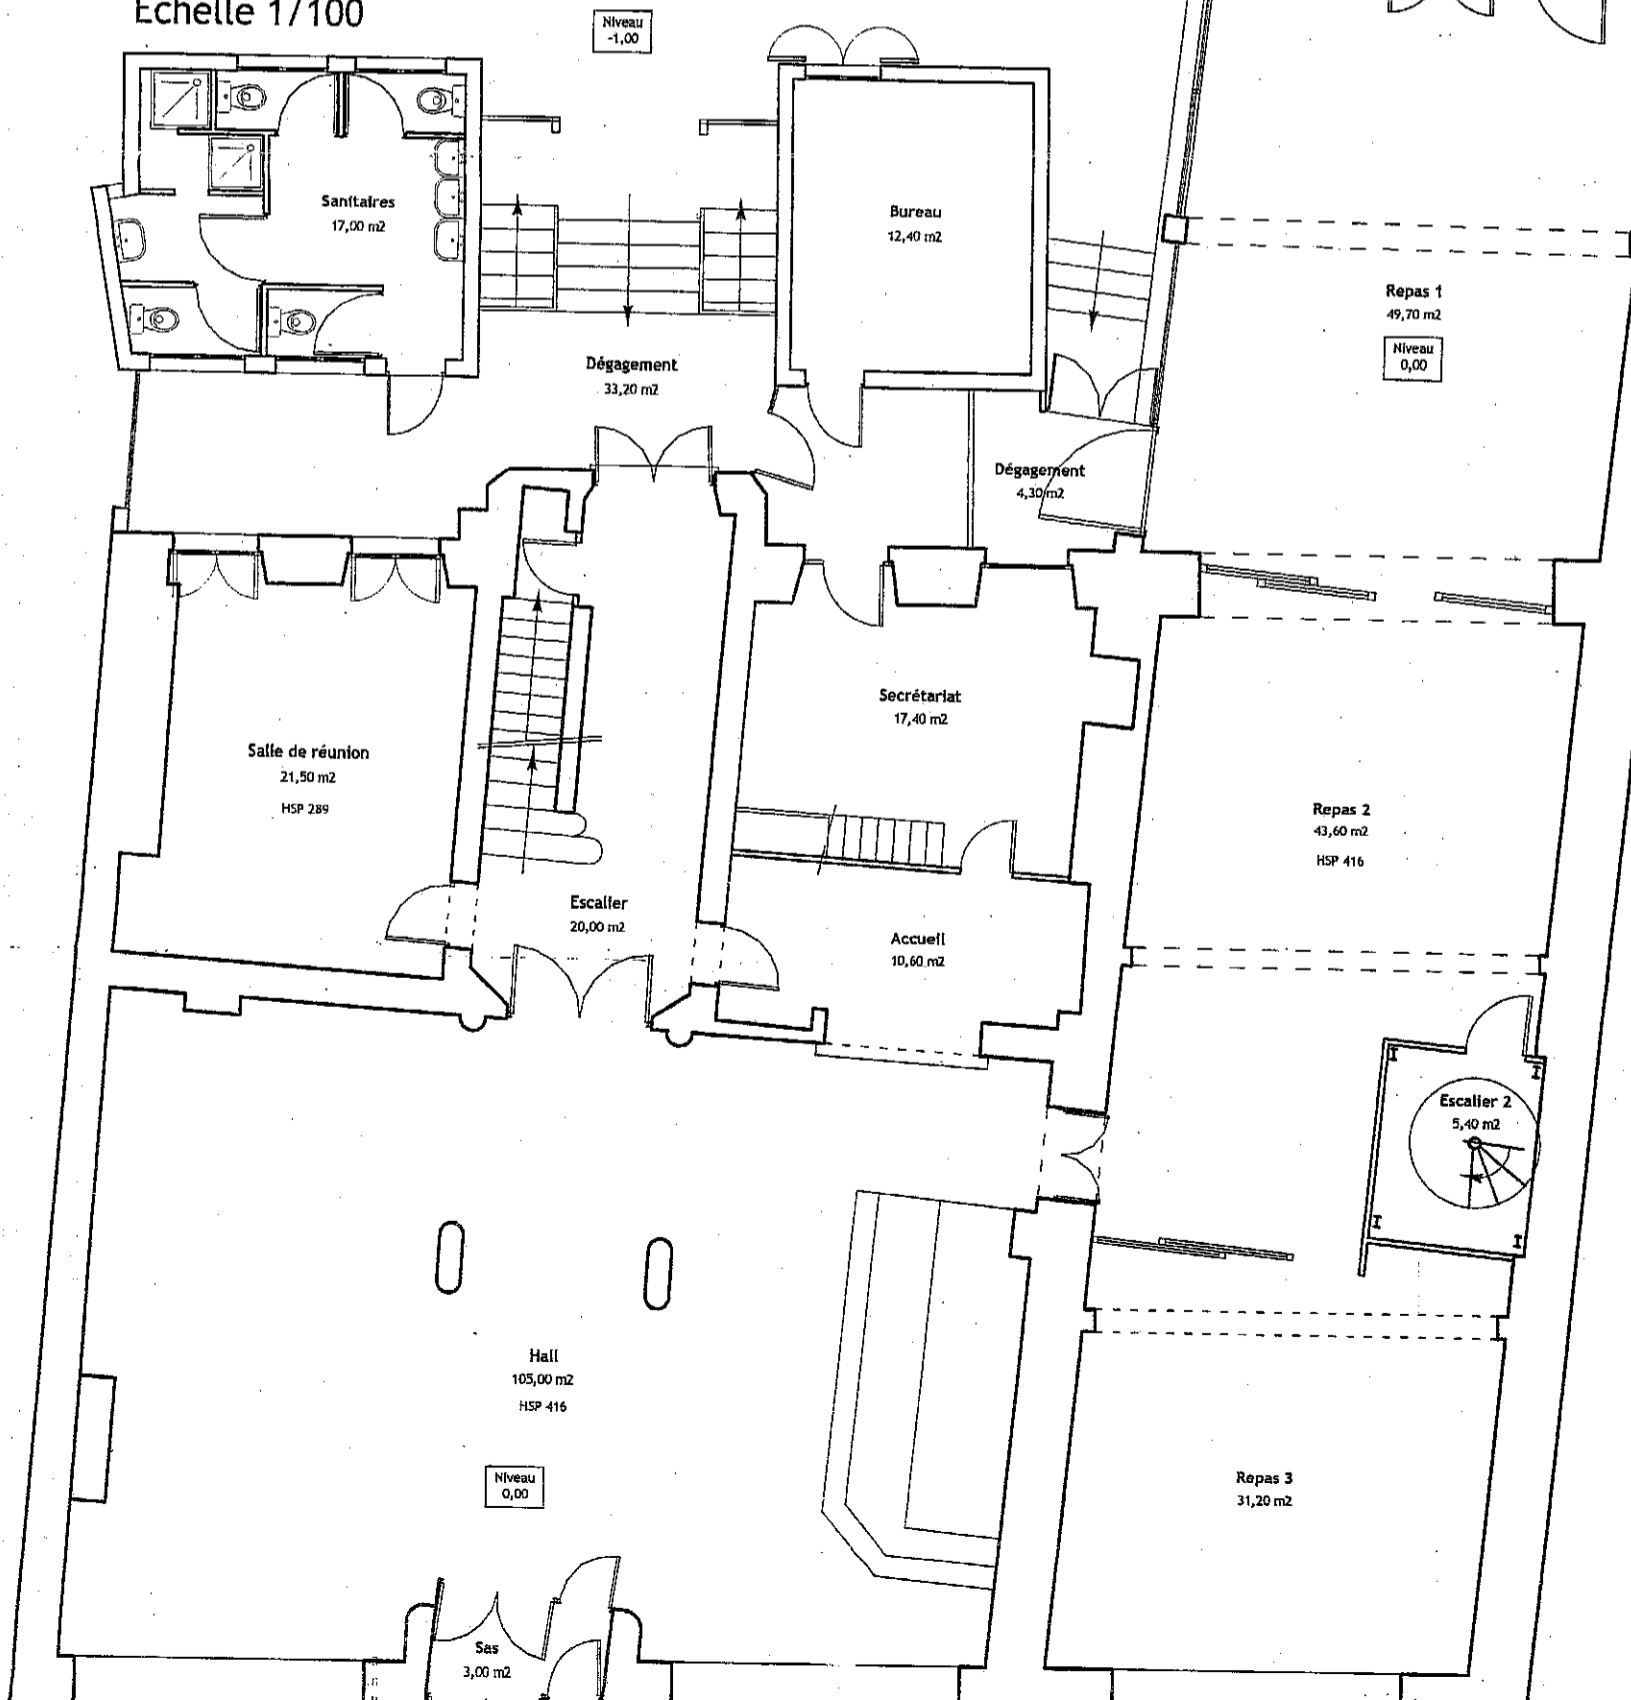 Echelle 1/100
Niveau
-1,00
Sanitaires
17,00 m2
Bureau
12,40 m2
Repas 1
49,70 m2
Niveau
0,00
Dégagement
33,20 m2
Dégagement
4,30 m2
Secrétariat
17,40 m2
Salle de réunion
21,50 m2
HSP 289
Repas 2
43,60 m2
HSP 416
Escalier
20,00 m2
Accueil
10,60 m2
Escalier 2
5,40 m2
Hall
105,00 m2
HSP 416
Niveau
0,00
Repas 3
31,20 m2
Sas
3,00 m2